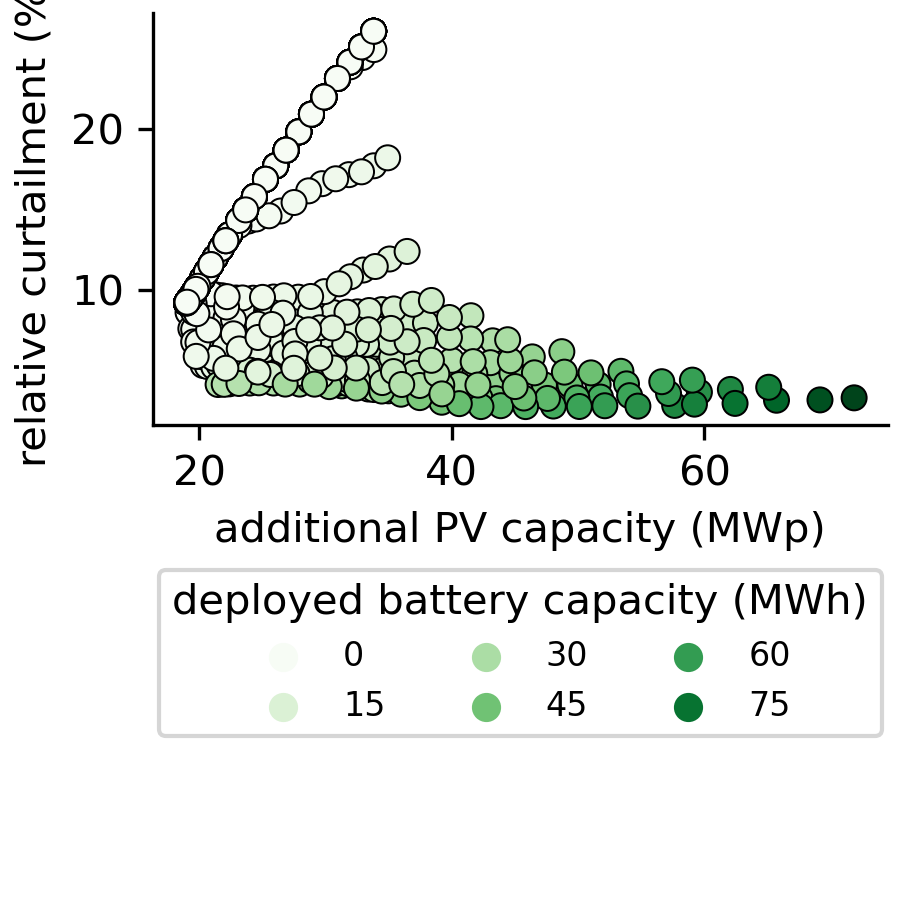 relative curtailment (%
20
10
20 40 60
additional PV capacity (MWp)
deployed battery capacity (MWh)
0 30 60
15 45 75